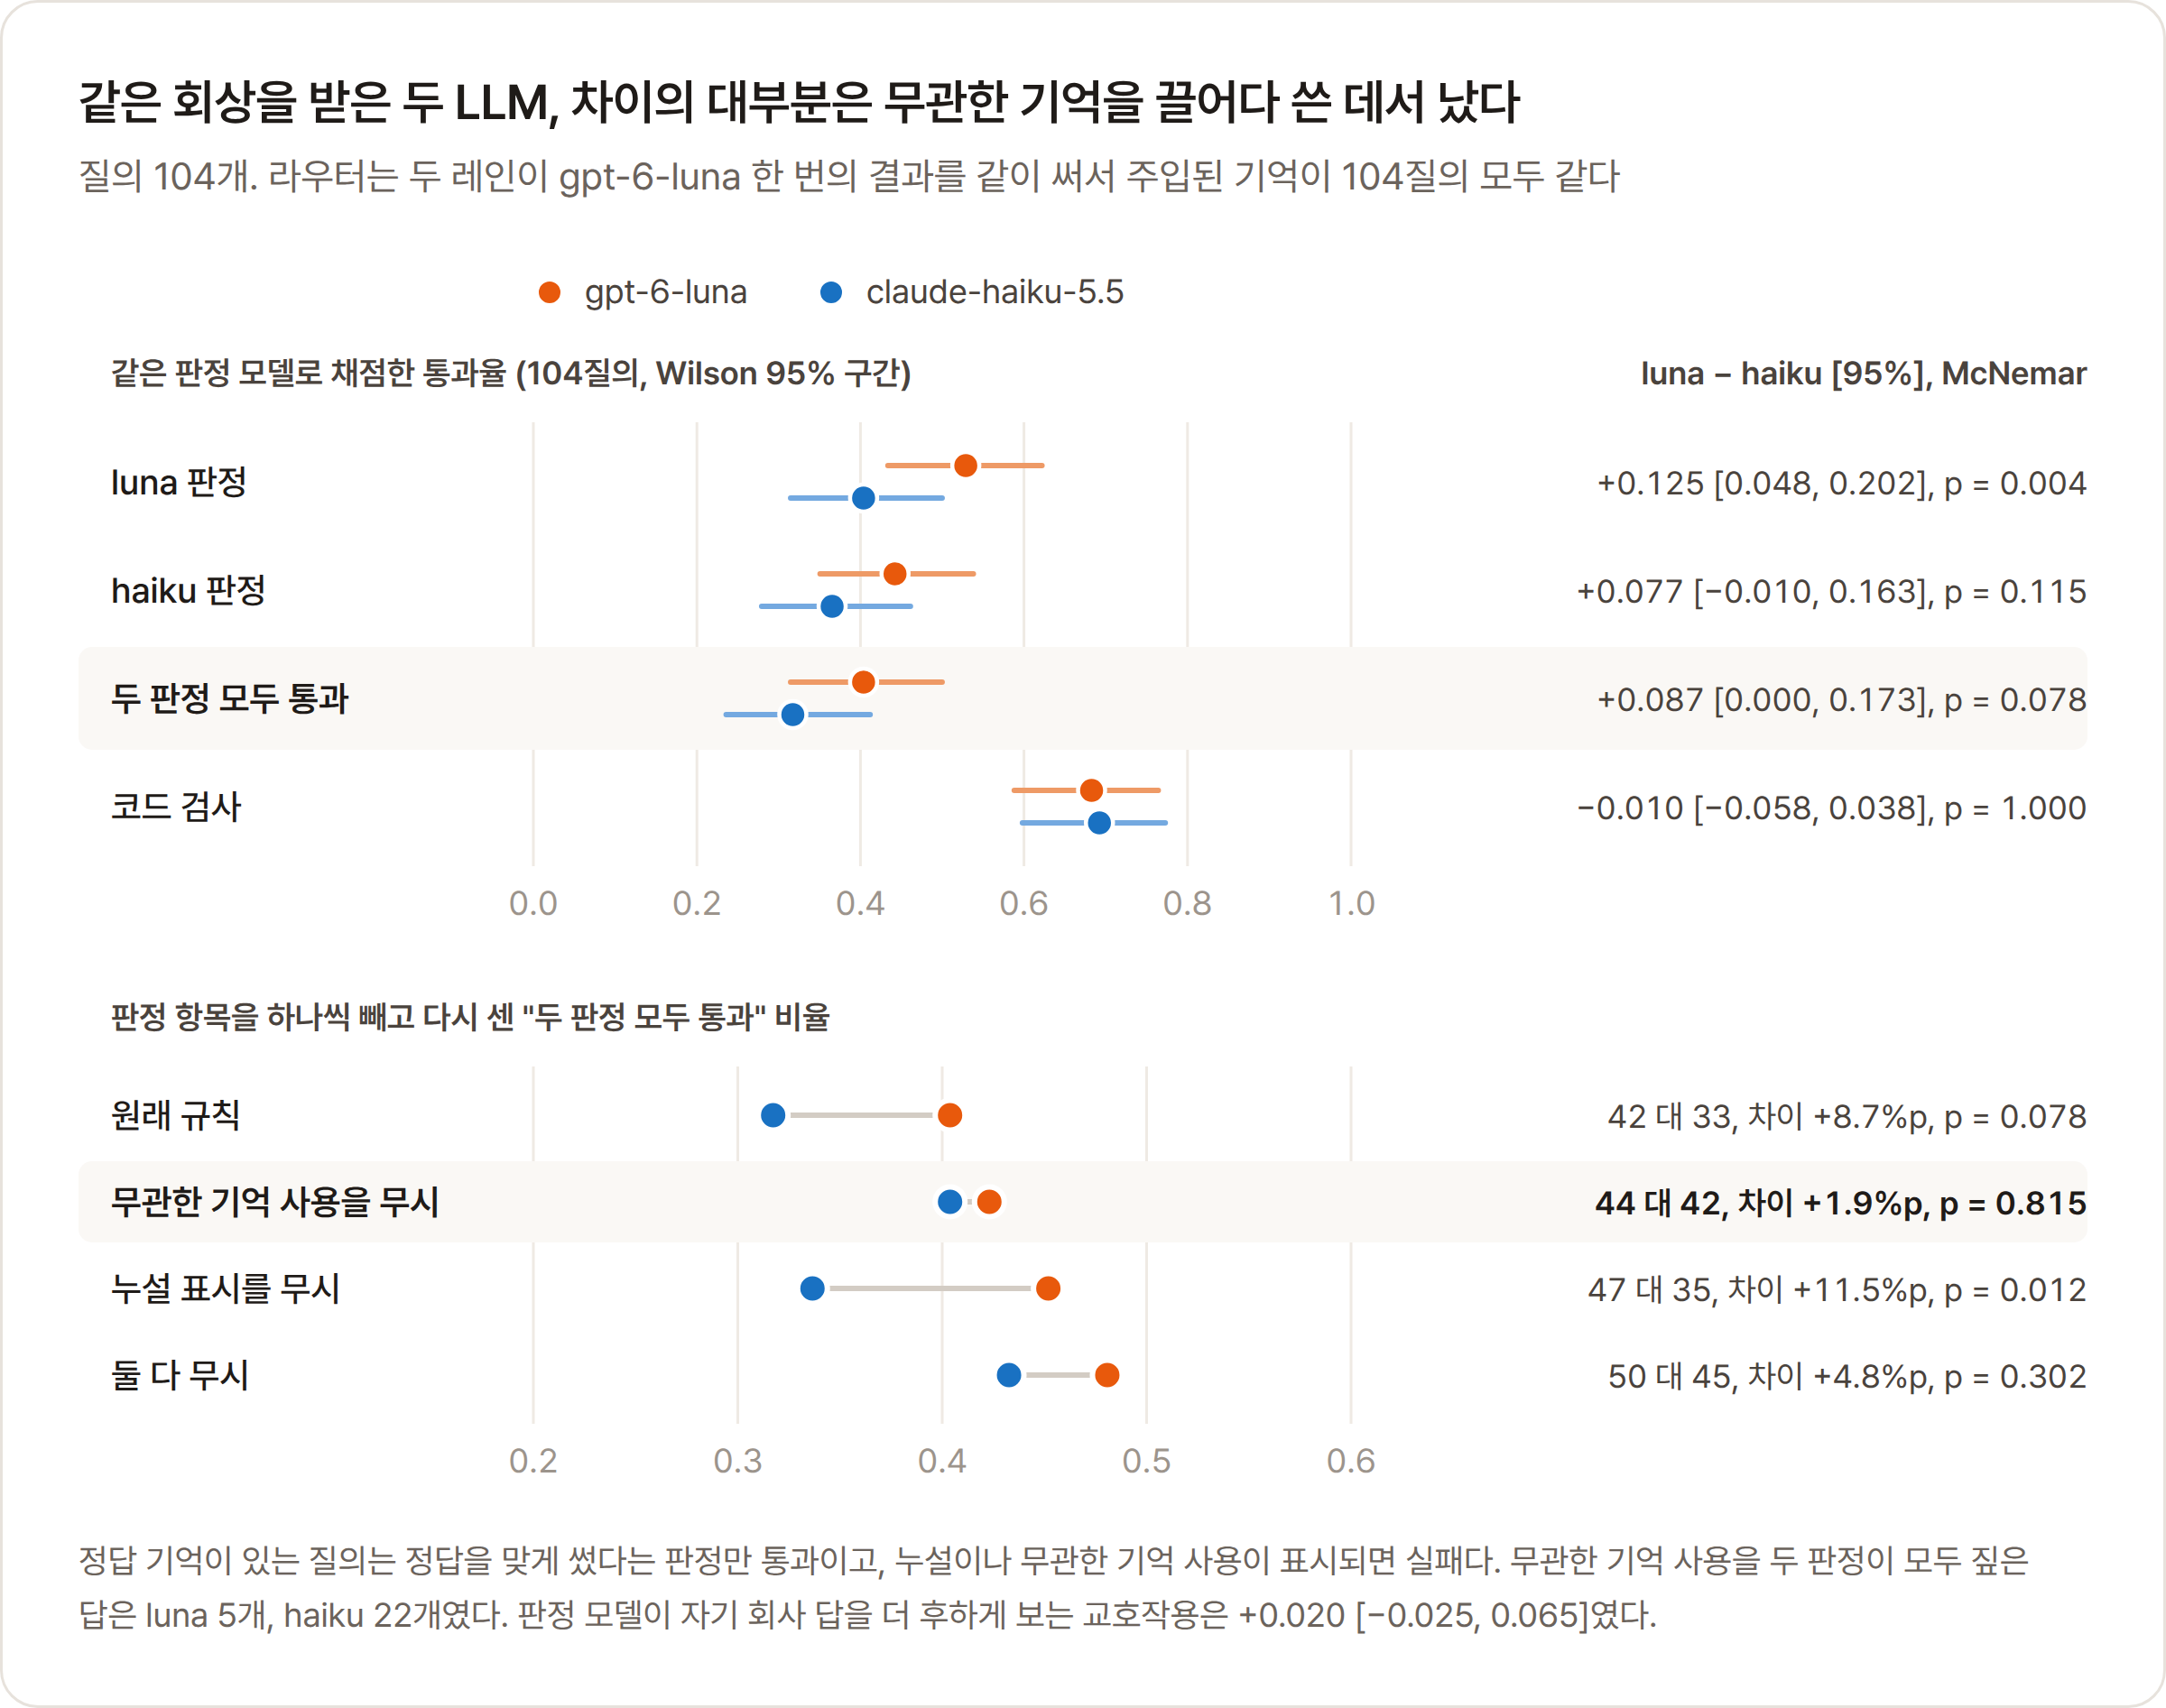 같은 회상을 받은 두 LLM, 차이의 대부분은 무관한 기억을 끌어다 쓴 데서 났다
질의 104개. 라우터는 두 레인이 gpt-6-luna 한 번의 결과를 같이 써서 주입된 기억이 104질의 모두 같다
gpt-6-luna
claude-haiku-5.5
같은 판정 모델로 채점한 통과율 (104질의, Wilson 95% 구간)
luna − haiku [95%], McNemar
luna 판정
+0.125 [0.048, 0.202], p = 0.004
haiku 판정
+0.077 [−0.010, 0.163], p = 0.115
두 판정 모두 통과
+0.087 [0.000, 0.173], p = 0.078
코드 검사
−0.010 [−0.058, 0.038], p = 1.000
0.0 0.2 0.4 0.6 0.8 1.0
판정 항목을 하나씩 빼고 다시 센 "두 판정 모두 통과" 비율
원래 규칙
42 대 33, 차이 +8.7%p, p = 0.078
무관한 기억 사용을 무시
44 대 42, 차이 +1.9%p, p = 0.815
누설 표시를 무시
47 대 35, 차이 +11.5%p, p = 0.012
둘 다 무시
50 대 45, 차이 +4.8%p, p = 0.302
0.2 0.3 0.4 0.5 0.6
정답 기억이 있는 질의는 정답을 맞게 썼다는 판정만 통과이고, 누설이나 무관한 기억 사용이 표시되면 실패다. 무관한 기억 사용을 두 판정이 모두 짚은
답은 luna 5개, haiku 22개였다. 판정 모델이 자기 회사 답을 더 후하게 보는 교호작용은 +0.020 [−0.025, 0.065]였다.